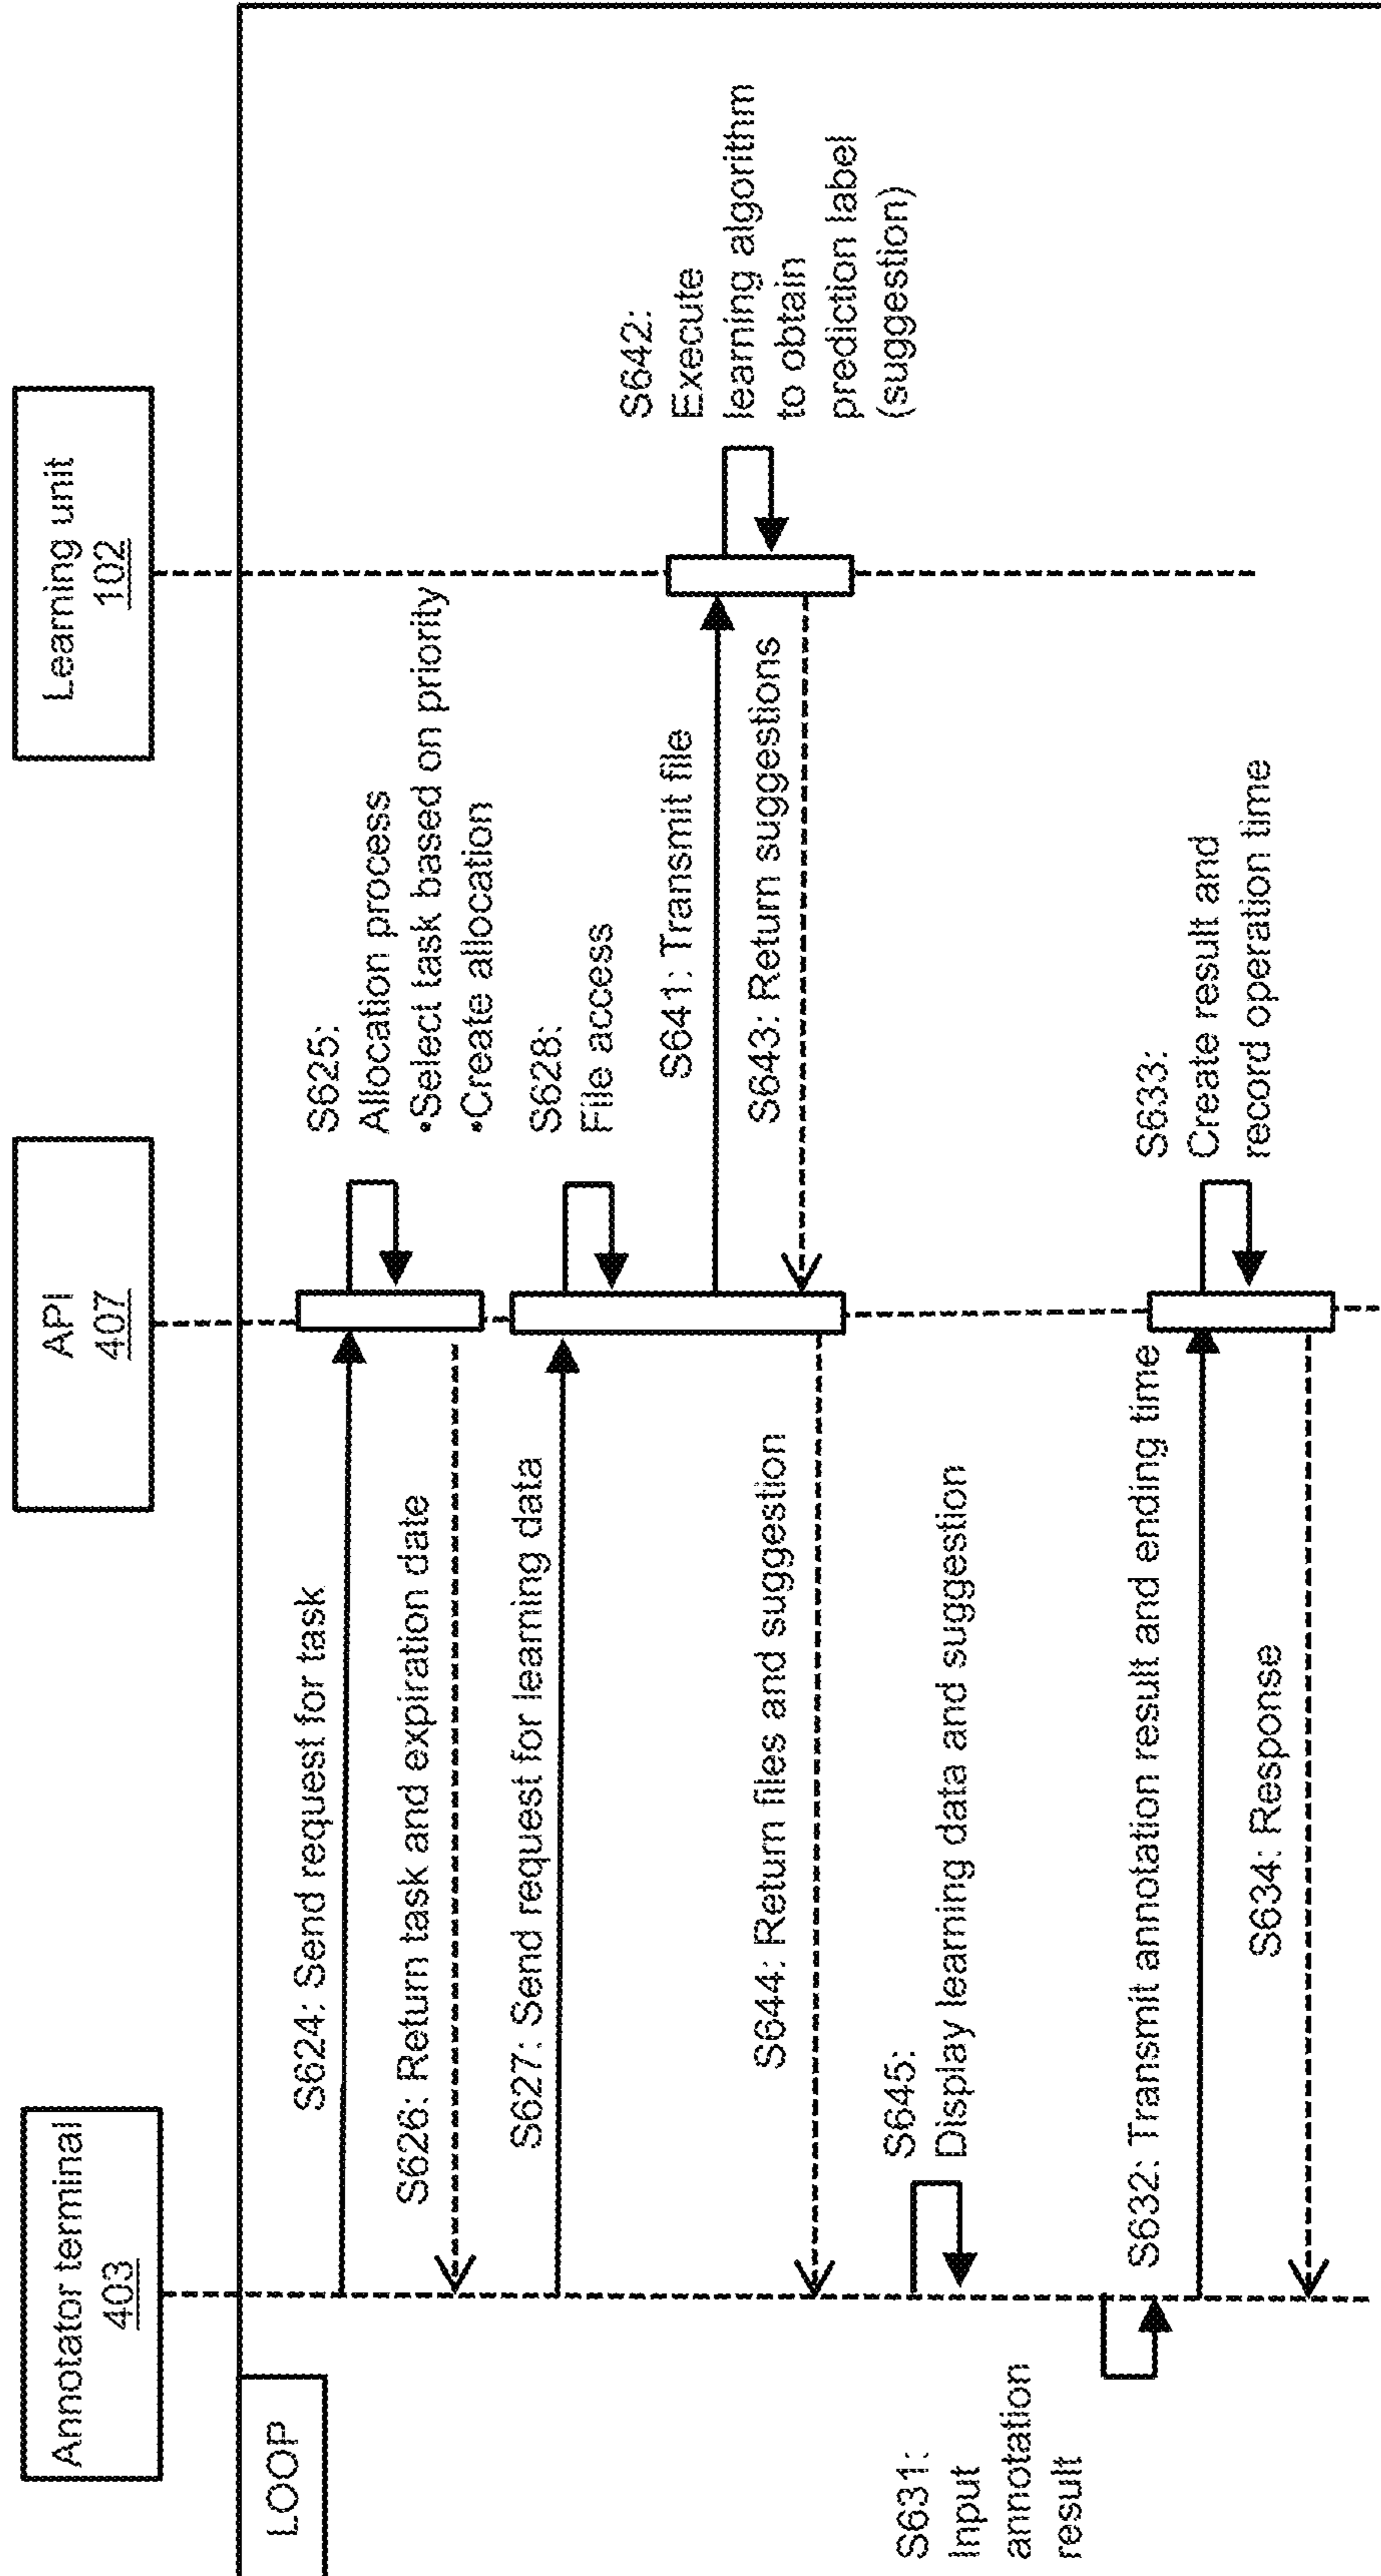 Annotator terminal
403
API
407
Learning unit
102
LOOP
S624: Send request for task
S625:
Allocation process
•Select task based on priority
•Create allocation
S626: Return task and expiration date
S627: Send request for learning data
S628:
File access
S641: Transmit file
S642:
Execute
learning algorithm
to obtain
prediction label
(suggestion)
S643: Return suggestions
S644: Return files and suggestion
S645:
Display learning data and suggestion
S631:
Input
annotation
result
S632: Transmit annotation result and ending time
S633:
Create result and
record operation time
S634: Response